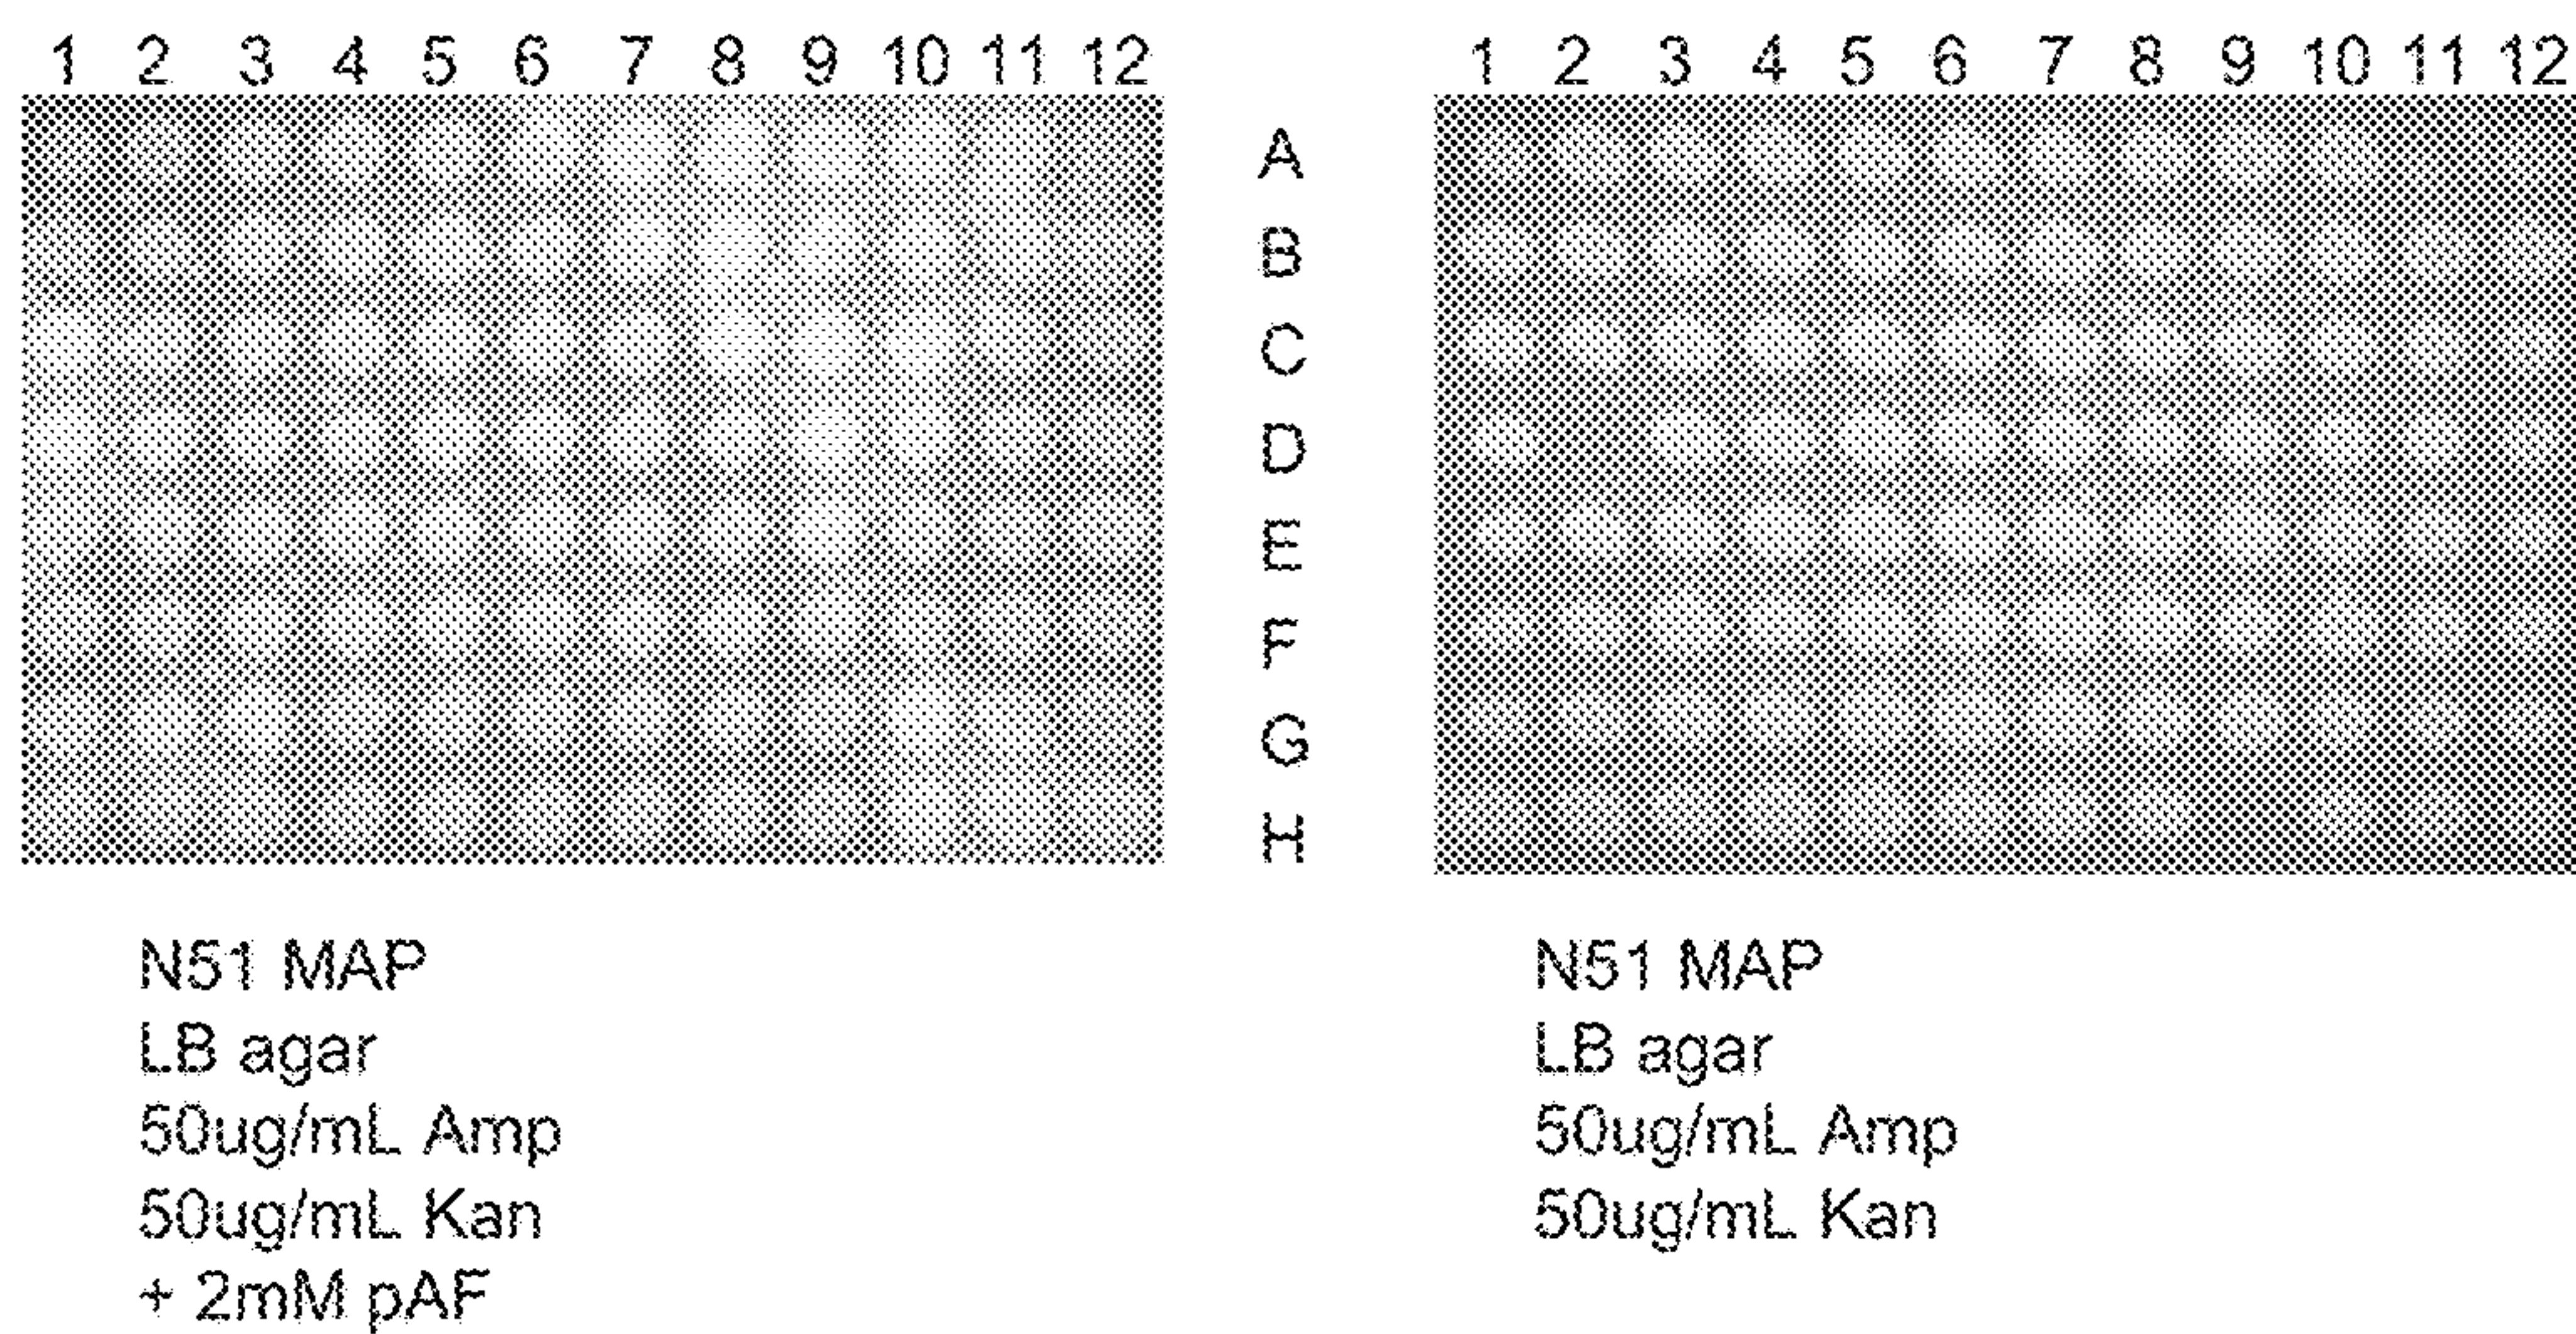 1 2 3 4 5 6 7 8 9 10 11 12
1 2 3 4 5 6 7 8 9 10 11 12
A
B
C
D
E
F
G
H
N51 MAP
LB agar
50ug/mL Amp
50ug/mL Kan
+ 2mM pAF
N51 MAP
LB agar
50ug/mL Amp
50ug/mL Kan